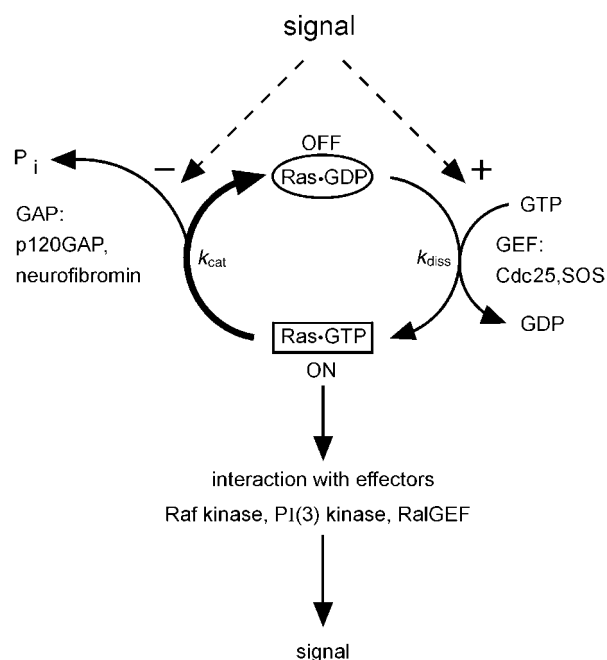 signal
OFF
Ras•GDP
−
+
P i
GAP:
p120GAP,
neurofibromin
kcat
kdiss
GTP
GEF:
Cdc25,SOS
GDP
Ras•GTP
ON
interaction with effectors
Raf kinase, PI(3) kinase, RalGEF
signal